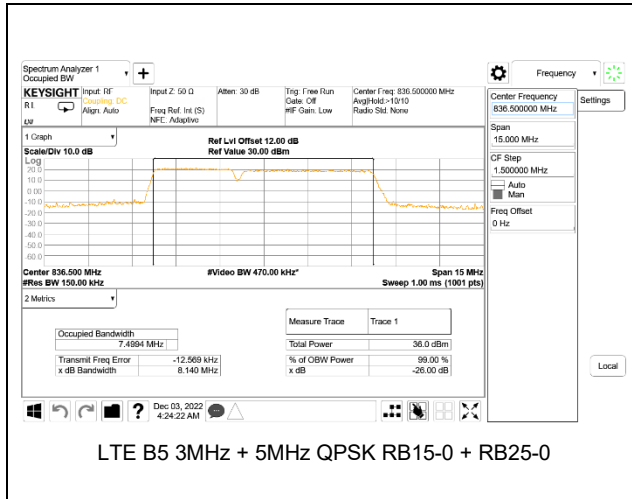 Spectrum Analyzer 1
Occupied BW
Frequency
KEYSIGHT Input: RF Input Z: 50 Ω Atten: 30 dB Trig: Free Run Center Freq: 836.500000 MHz
Coupling: DC Gate: Off Avg|Hold:>10/10
Align: Auto Freq Ref: Int (S) #IF Gain: Low Radio Std: None
NFE: Adaptive
Center Frequency
836.500000 MHz
Settings
Span
15.000 MHz
CF Step
1.500000 MHz
Auto
Man
Freq Offset
0 Hz
1 Graph
Ref Lvl Offset 12.00 dB
Scale/Div 10.0 dB Ref Value 30.00 dBm
Log
20.0
10.0
0.00
-10.0
-20.0
-30.0
-40.0
-50.0
-60.0
Center 836.500 MHz #Video BW 470.00 kHz* Span 15 MHz
#Res BW 150.00 kHz Sweep 1.00 ms (1001 pts)
2 Metrics
Measure Trace Trace 1
Occupied Bandwidth
7.4994 MHz Total Power 36.0 dBm
Transmit Freq Error -12.569 kHz % of OBW Power 99.00 %
x dB Bandwidth 8.140 MHz x dB -26.00 dB
Local
Dec 03, 2022
4:24:22 AM
LTE B5 3MHz + 5MHz QPSK RB15-0 + RB25-0